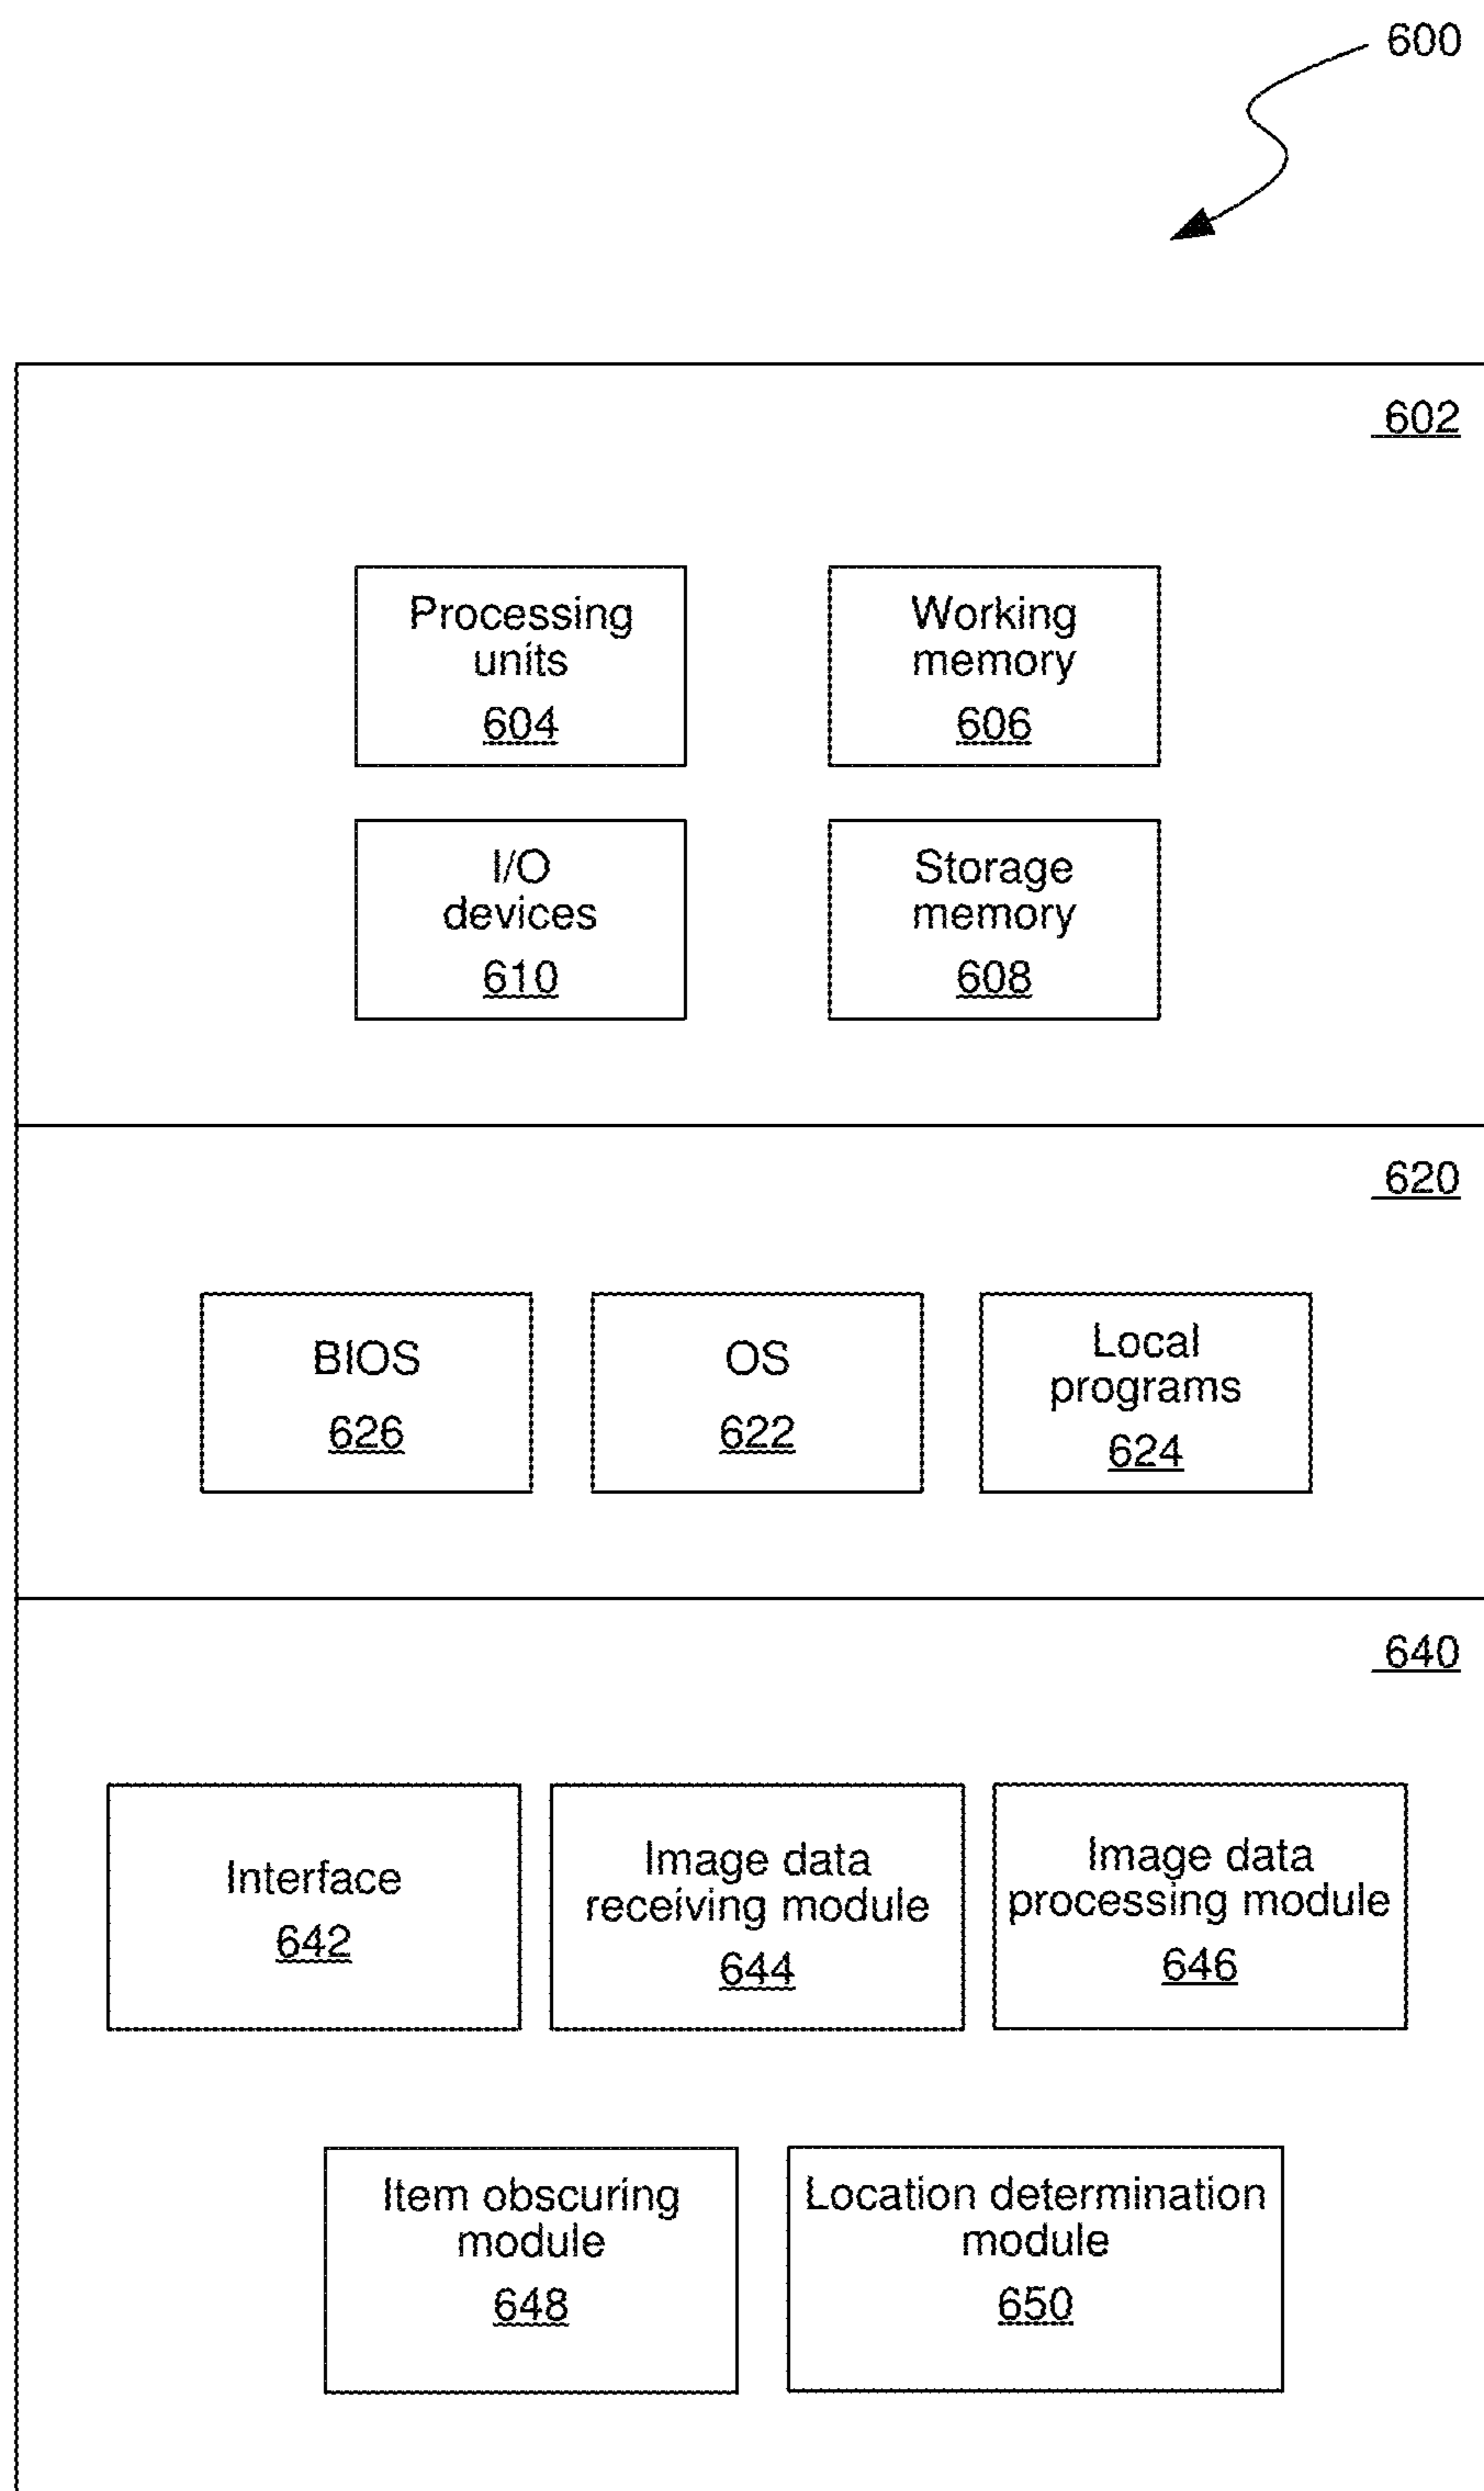 600
602
Processing
units
604
Working
memory
606
I/O
devices
610
Storage
memory
608
620
BIOS
626
OS
622
Local
programs
624
640
Interface
642
Image data
receiving module
644
Image data
processing module
646
Item obscuring
module
648
Location determination
module
650